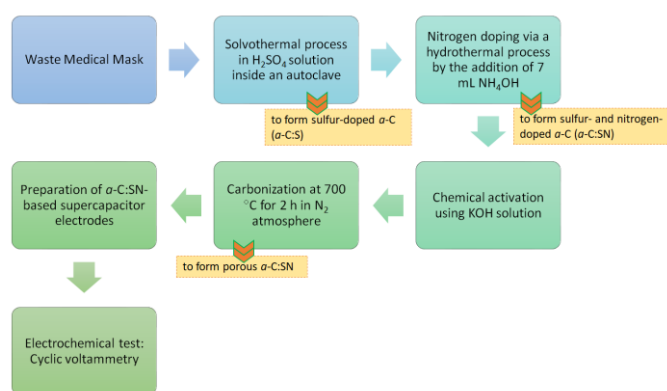 Waste Medical Mask
Solvothermal process
in H₂SO₄ solution
inside an autoclave
to form sulfur-doped a-C
(a-C:S)
Nitrogen doping via a
hydrothermal process
by the addition of 7
mL NH₄OH
to form sulfur- and nitrogen-
doped a-C (a-C:SN)
Chemical activation
using KOH solution
Carbonization at 700
°C for 2 h in N₂
atmosphere
to form porous a-C:SN
Preparation of a-C:SN-
based supercapacitor
electrodes
Electrochemical test:
Cyclic voltammetry